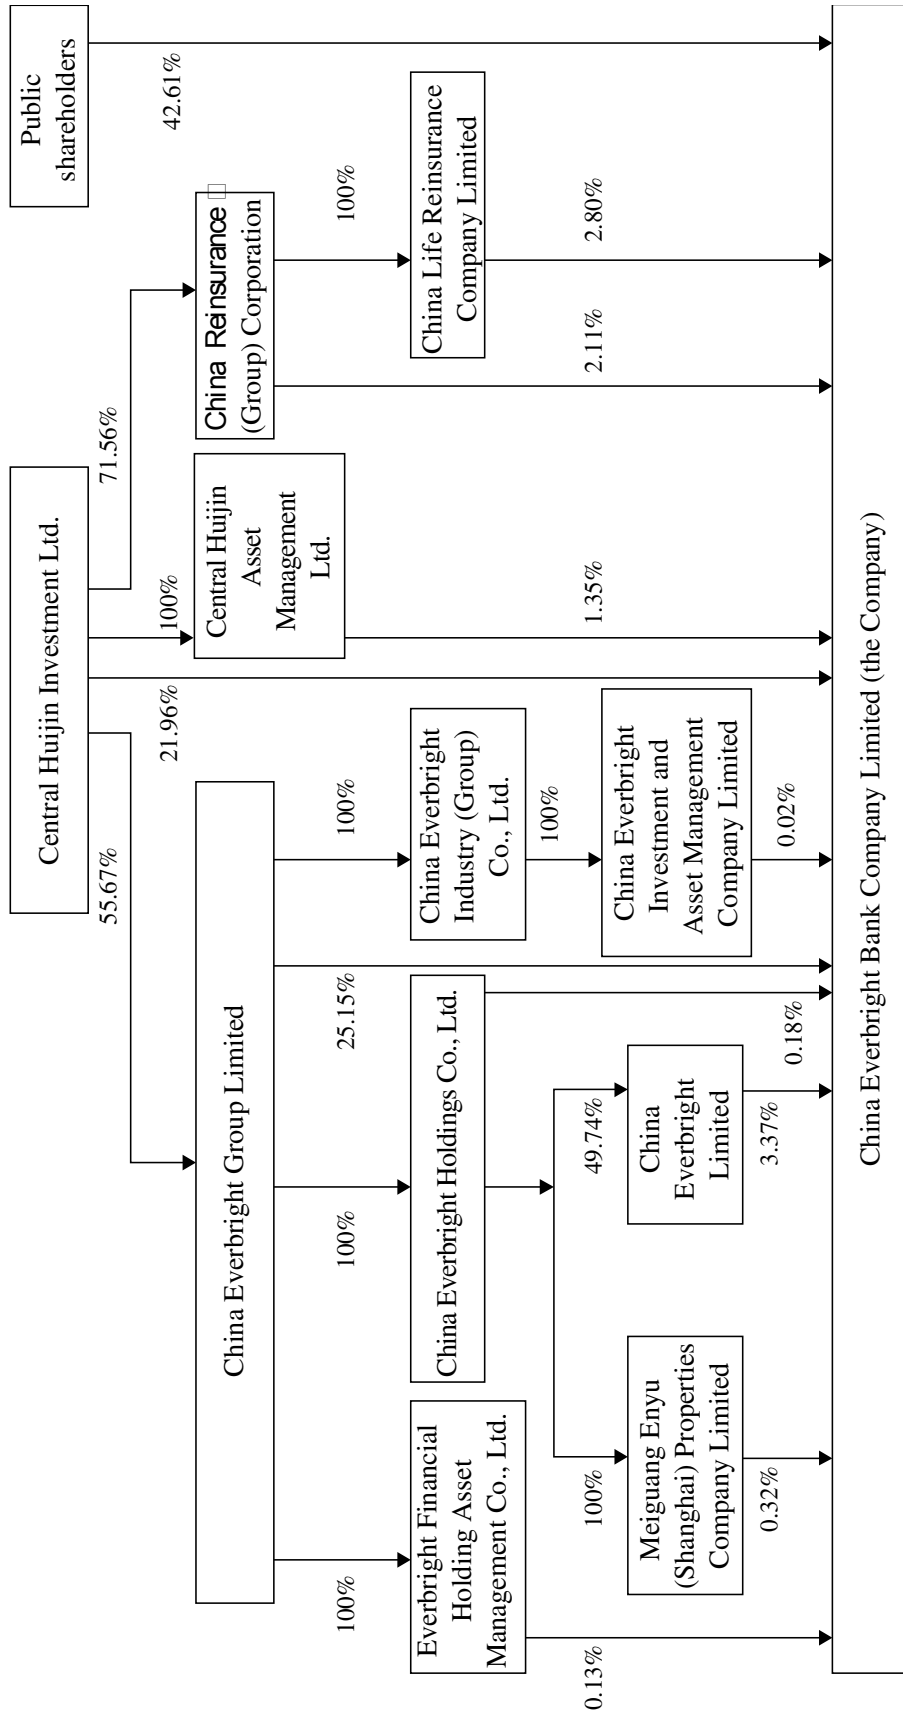 Central Huijin Investment Ltd.
Public
shareholders
55.67%
21.96%
100%
71.56%
42.61%
China Everbright Group Limited
Central Huijin
Asset
Management
Ltd.
China Reinsurance
(Group) Corporation
100%
100%
25.15%
100%
100%
Everbright Financial
Holding Asset
Management Co., Ltd.
China Everbright Holdings Co., Ltd.
China Everbright
Industry (Group)
Co., Ltd.
China Life Reinsurance
Company Limited
0.13%
100%
49.74%
100%
1.35%
2.11%
2.80%
Meiguang Enyu
(Shanghai) Properties
Company Limited
China
Everbright
Limited
China Everbright
Investment and
Asset Management
Company Limited
0.32%
3.37%
0.18%
0.02%
China Everbright Bank Company Limited (the Company)